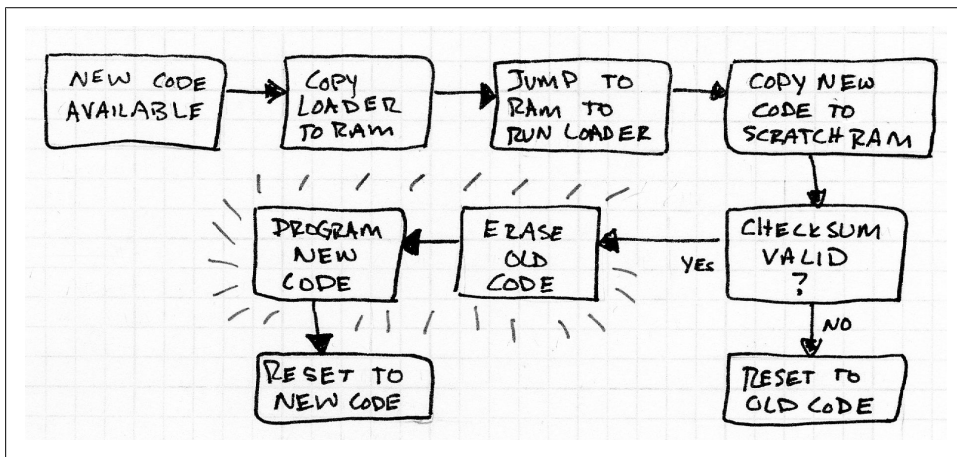 NEW CODE
AVAILABLE
COPY
LOADER
TO RAM
JUMP TO
RAM TO
RUN LOADER
COPY NEW
CODE TO
SCRATCH RAM
CHECKSUM
VALID
?
YES
ERASE
OLD
CODE
PROGRAM
NEW
CODE
RESET TO
NEW CODE
NO
RESET TO
OLD CODE